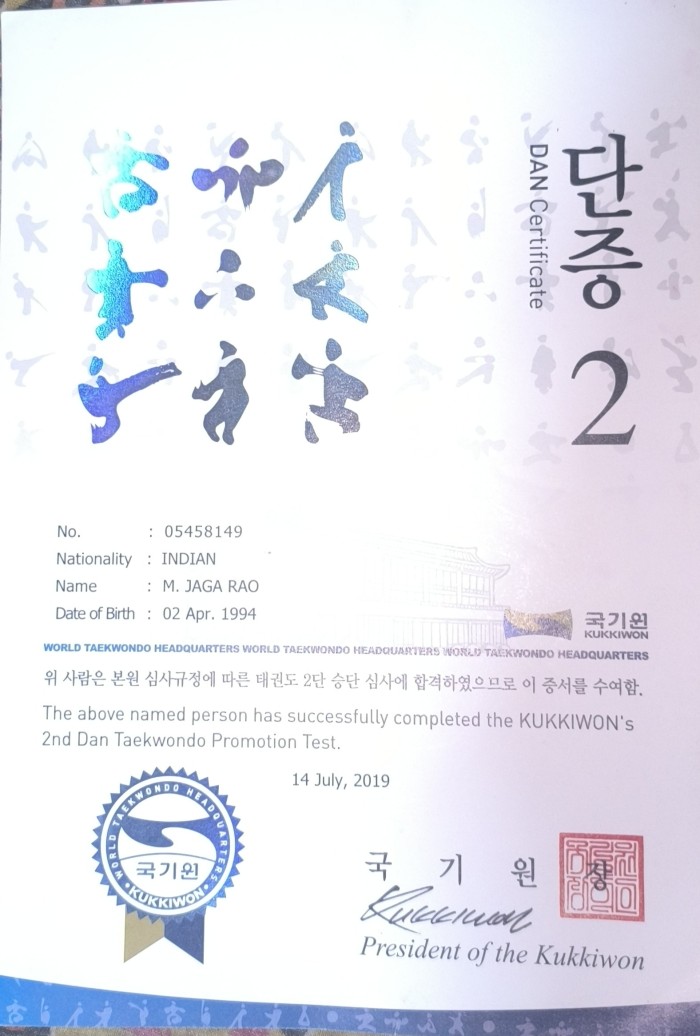 단증 2
DAN Certificate
No. : 05458149
Nationality : INDIAN
Name : M. JAGA RAO
Date of Birth : 02 Apr. 1994
국기원
KUKKIWON
WORLD TAEKWONDO HEADQUARTERS WORLD TAEKWONDO HEADQUARTERS WORLD TAEKWONDO HEADQUARTERS
위 사람은 본원 심사규정에 따른 태권도 2단 승단 심사에 합격하였으므로 이 증서를 수여함.
The above named person has successfully completed the KUKKIWON's
2nd Dan Taekwondo Promotion Test.
14 July, 2019
WORLD TAEKWONDO HEADQUARTERS
국기원
KUKKIWON
국 기 원 장
Kukkiwon
President of the Kukkiwon